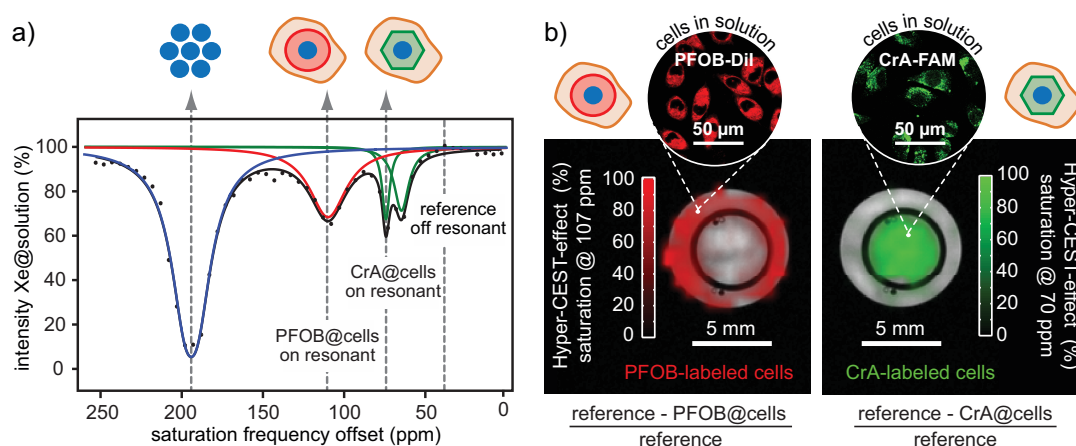 a)
intensity Xe@solution (%)
100
80
60
40
20
0
250
200
150
100
50
0
saturation frequency offset (ppm)
reference
off resonant
CrA@cells
on resonant
PFOB@cells
on resonant
b)
cells in solution
PFOB-DiI
50 µm
cells in solution
CrA-FAM
50 µm
Hyper-CEST-effect (%)
saturation @ 107 ppm
100
80
60
40
20
0
5 mm
PFOB-labeled cells
reference - PFOB@cells
reference
100
80
60
40
20
0
Hyper-CEST-effect (%)
saturation @ 70 ppm
5 mm
CrA-labeled cells
reference - CrA@cells
reference